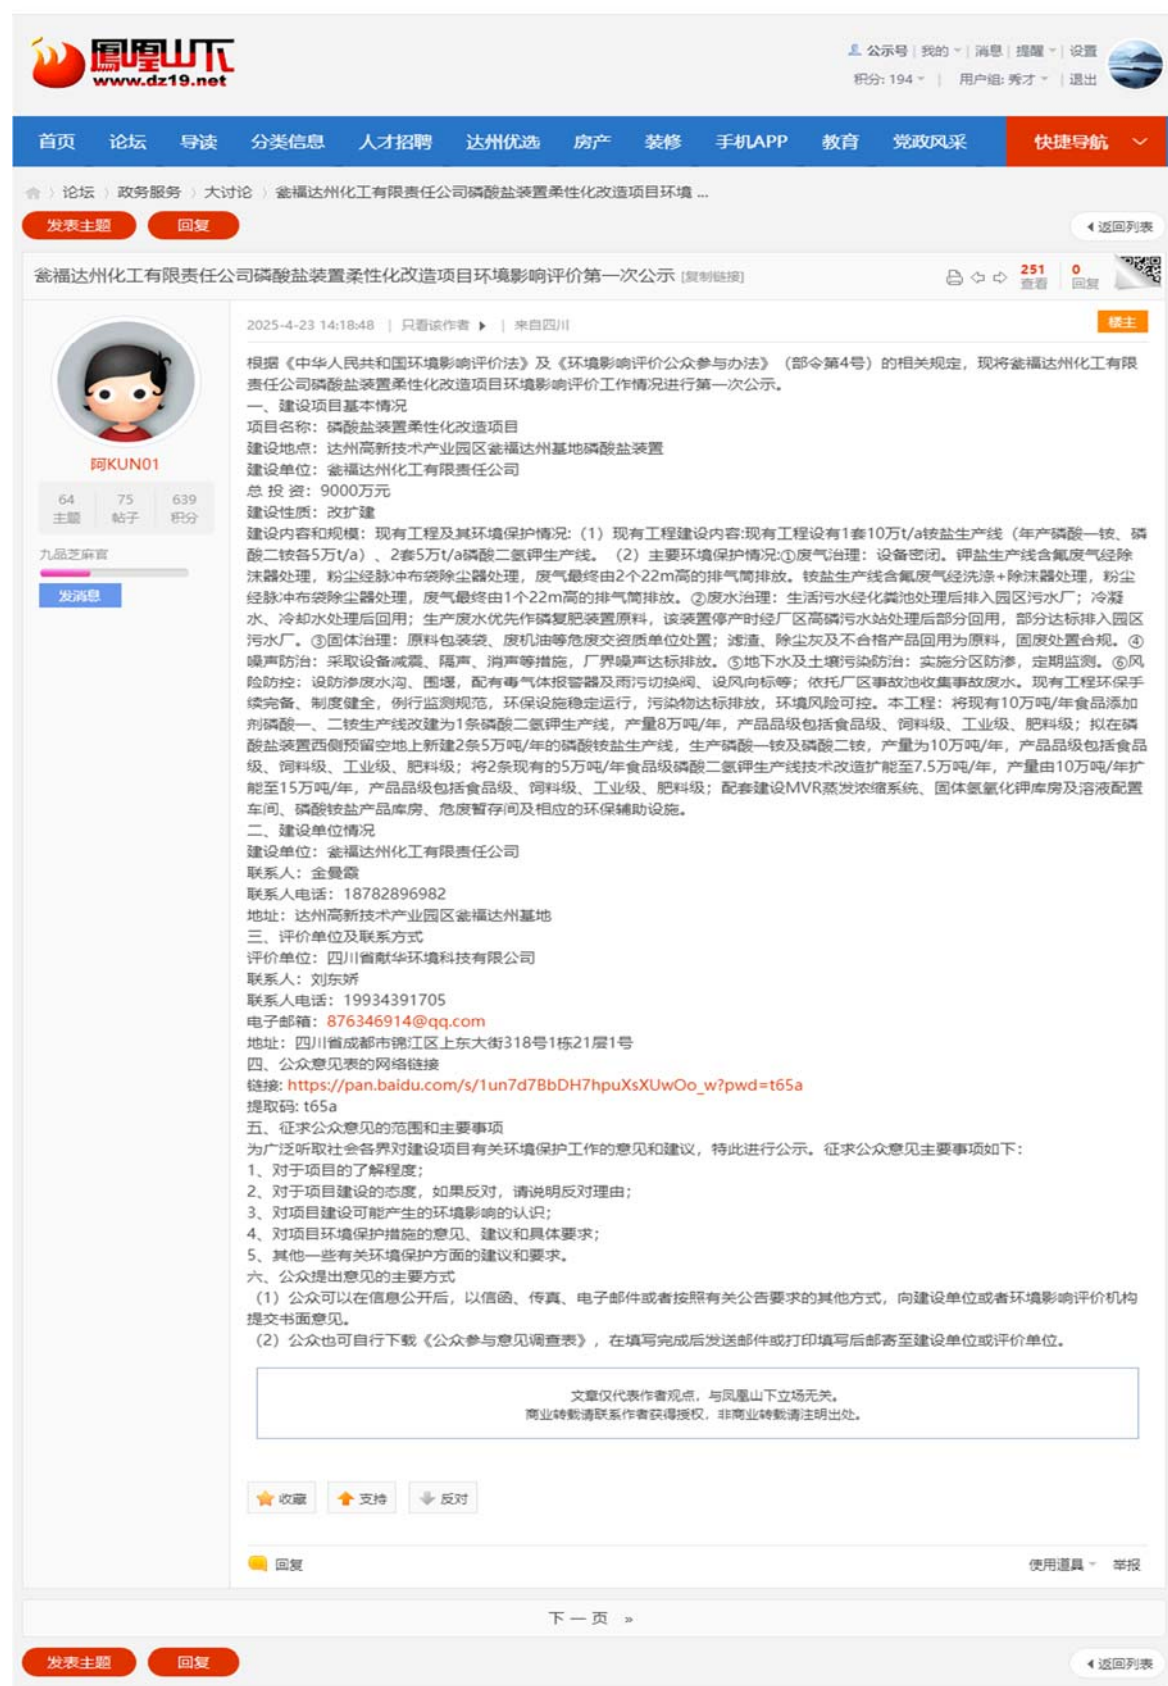 鳳凰山下
www.dz19.net
公示号 | 我的 | 消息 | 提醒 | 设置
积分: 194 | 用户组: 秀才 | 退出
首页 论坛 导读 分类信息 人才招聘 达州优选 房产 装修 手机APP 教育 党政风采 快捷导航
论坛 › 政务服务 › 大讨论 › 瓮福达州化工有限责任公司磷酸盐装置柔性化改造项目环境 ...
发表主题 回复 返回列表
瓮福达州化工有限责任公司磷酸盐装置柔性化改造项目环境影响评价第一次公示 [复制链接] 251 查看 0 回复
2025-4-23 14:18:48 | 只看该作者 | 来自四川 楼主
阿KUN01
64 75 639
主题 帖子 积分
九品芝麻官
发消息
根据《中华人民共和国环境影响评价法》及《环境影响评价公众参与办法》（部令第4号）的相关规定，现将瓮福达州化工有限
责任公司磷酸盐装置柔性化改造项目环境影响评价工作情况进行第一次公示。
一、建设项目基本情况
项目名称：磷酸盐装置柔性化改造项目
建设地点：达州高新技术产业园区瓮福达州基地磷酸盐装置
建设单位：瓮福达州化工有限责任公司
总 投 资：9000万元
建设性质：改扩建
建设内容和规模：现有工程及其环境保护情况:（1）现有工程建设内容:现有工程设有1套10万t/a铵盐生产线（年产磷酸一铵、磷
酸二铵各5万t/a）、2套5万t/a磷酸二氢钾生产线。（2）主要环境保护情况:①废气治理：设备密闭。钾盐生产线含氟废气经除
沫器处理，粉尘经脉冲布袋除尘器处理，废气最终由2个22m高的排气筒排放。铵盐生产线含氟废气经洗涤+除沫器处理，粉尘
经脉冲布袋除尘器处理，废气最终由1个22m高的排气筒排放。②废水治理：生活污水经化粪池处理后排入园区污水厂；冷凝
水、冷却水处理后回用；生产废水优先作磷复肥装置原料，该装置停产时经厂区高磷污水站处理后部分回用，部分达标排入园区
污水厂。③固体治理：原料包装袋、废机油等危废交资质单位处置；滤渣、除尘灰及不合格产品回用为原料，固废处置合规。④
噪声防治：采取设备减震、隔声、消声等措施，厂界噪声达标排放。⑤地下水及土壤污染防治：实施分区防渗，定期监测。⑥风
险防控：设防渗废水沟、围堰，配有毒气体报警器及雨污切换阀、设风向标等；依托厂区事故池收集事故废水。现有工程环保手
续完备、制度健全，例行监测规范，环保设施稳定运行，污染物达标排放，环境风险可控。本工程：将现有10万吨/年食品添加
剂磷酸一、二铵生产线改建为1条磷酸二氢钾生产线，产量8万吨/年，产品品级包括食品级、饲料级、工业级、肥料级；拟在磷
酸盐装置西侧预留空地上新建2条5万吨/年的磷酸铵盐生产线，生产磷酸一铵及磷酸二铵，产量为10万吨/年，产品品级包括食品
级、饲料级、工业级、肥料级；将2条现有的5万吨/年食品级磷酸二氢钾生产线技术改造扩能至7.5万吨/年，产量由10万吨/年扩
能至15万吨/年，产品品级包括食品级、饲料级、工业级、肥料级；配套建设MVR蒸发浓缩系统、固体氢氧化钾库房及溶液配置
车间、磷酸铵盐产品库房、危废暂存间及相应的环保辅助设施。
二、建设单位情况
建设单位：瓮福达州化工有限责任公司
联系人：金曼霞
联系人电话：18782896982
地址：达州高新技术产业园区瓮福达州基地
三、评价单位及联系方式
评价单位：四川省献华环境科技有限公司
联系人：刘东娇
联系人电话：19934391705
电子邮箱：876346914@qq.com
地址：四川省成都市锦江区上东大街318号1栋21层1号
四、公众意见表的网络链接
链接: https://pan.baidu.com/s/1un7d7BbDH7hpuXsXUwOo_w?pwd=t65a
提取码: t65a
五、征求公众意见的范围和主要事项
为广泛听取社会各界对建设项目有关环境保护工作的意见和建议，特此进行公示。征求公众意见主要事项如下：
1、对于项目的了解程度；
2、对于项目建设的态度，如果反对，请说明反对理由；
3、对项目建设可能产生的环境影响的认识；
4、对项目环境保护措施的意见、建议和具体要求；
5、其他一些有关环境保护方面的建议和要求。
六、公众提出意见的主要方式
（1）公众可以在信息公开后，以信函、传真、电子邮件或者按照有关公告要求的其他方式，向建设单位或者环境影响评价机构
提交书面意见。
（2）公众也可自行下载《公众参与意见调查表》，在填写完成后发送邮件或打印填写后邮寄至建设单位或评价单位。
文章仅代表作者观点，与凤凰山下立场无关。
商业转载请联系作者获得授权，非商业转载请注明出处。
收藏 支持 反对
回复 使用道具 举报
下一页 »
发表主题 回复 返回列表